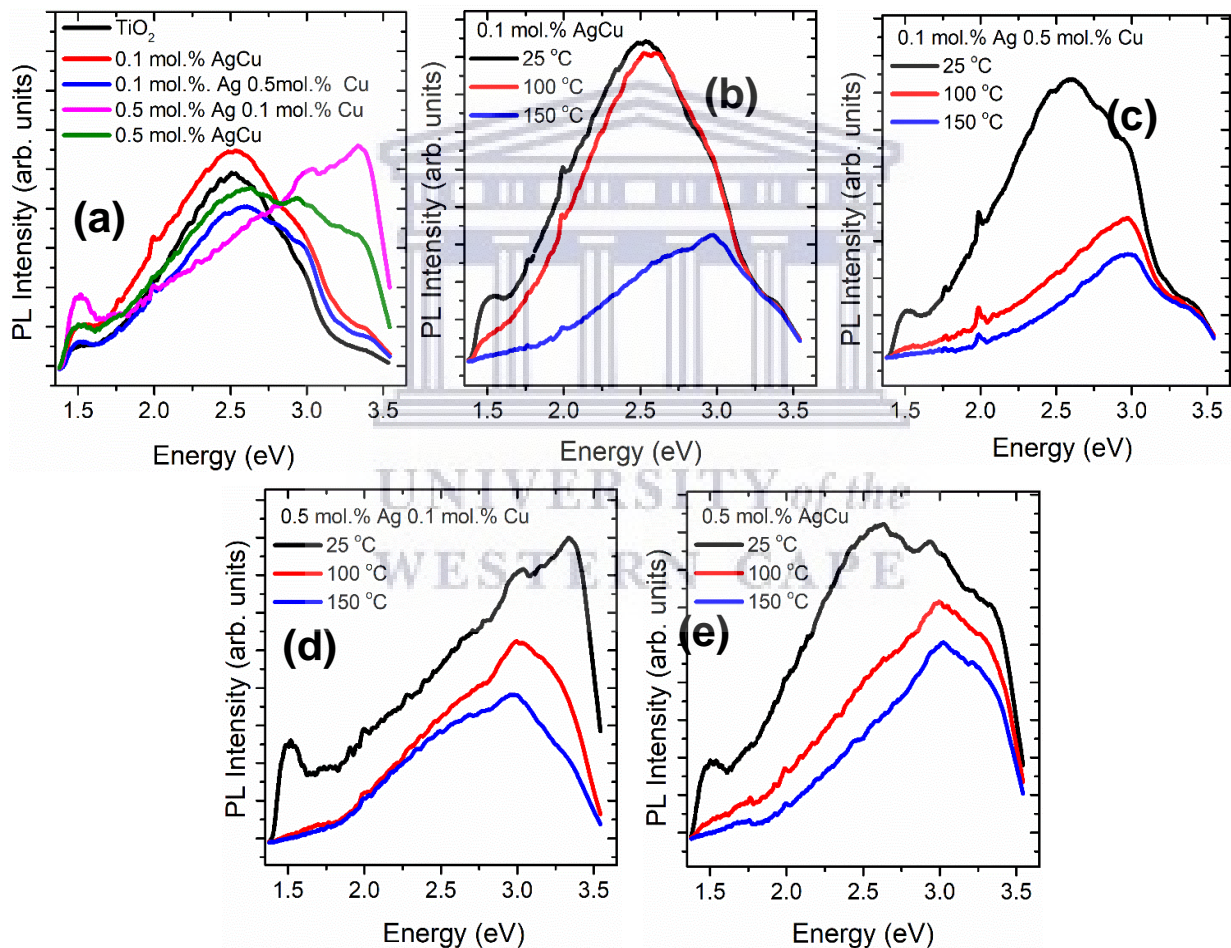 TiO2
0.1 mol.% AgCu
0.1 mol.%. Ag 0.5mol.% Cu
0.5 mol.% Ag 0.1 mol.% Cu
0.5 mol.% AgCu
(a)
PL Intensity (arb. units)
1.5 2.0 2.5 3.0 3.5
Energy (eV)
0.1 mol.% AgCu
25 °C
100 °C
150 °C
(b)
PL Intensity (arb. units)
1.5 2.0 2.5 3.0 3.5
Energy (eV)
0.1 mol.% Ag 0.5 mol.% Cu
25 °C
100 °C
150 °C
(c)
PL Intensity (arb. units)
1.5 2.0 2.5 3.0 3.5
Energy (eV)
UNIVERSITY of the
WESTERN CAPE
0.5 mol.% Ag 0.1 mol.% Cu
25 °C
100 °C
150 °C
(d)
PL Intensity (arb. units)
1.5 2.0 2.5 3.0 3.5
Energy (eV)
0.5 mol.% AgCu
25 °C
100 °C
150 °C
(e)
PL Intensity (arb. units)
1.5 2.0 2.5 3.0 3.5
Energy (eV)